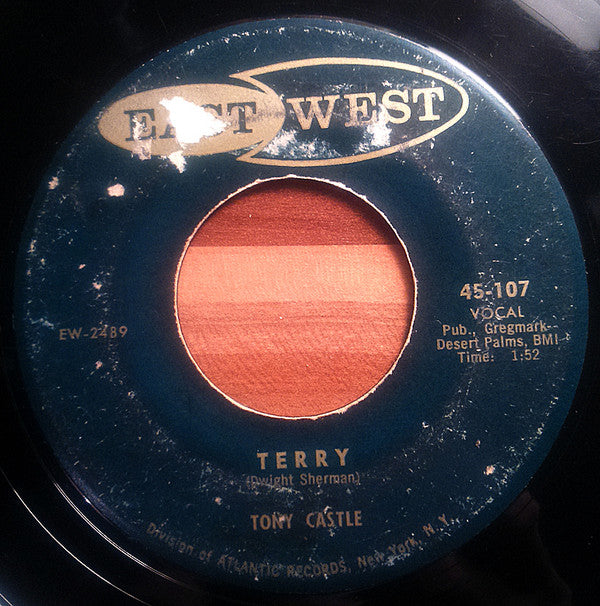 EAST WEST
45-107
VOCAL
Pub., Gregmark-
Desert Palms, BMI
Time: 1:52
EW-2489
TERRY
(Dwight Sherman)
TONY CASTLE
Division of ATLANTIC RECORDS, New York, N. Y.